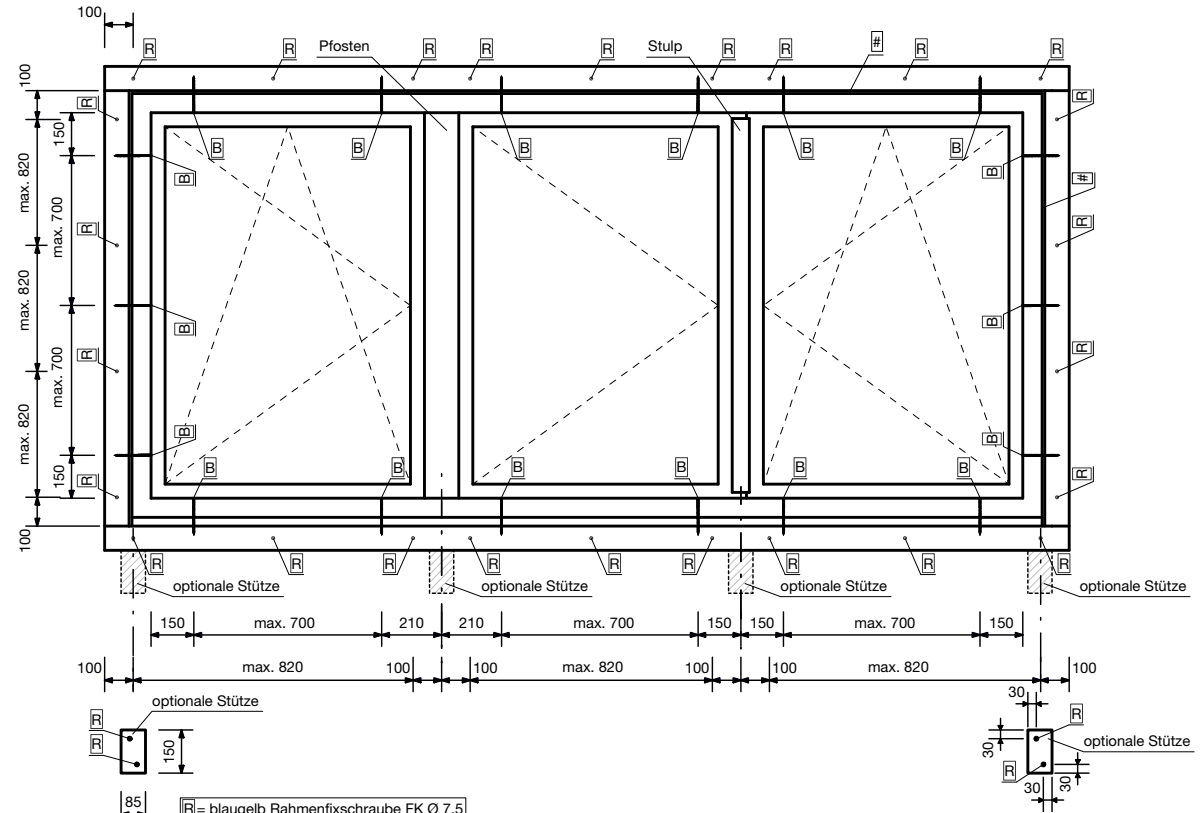 100
R R R R R R R R R
Pfosten
Stulp
#
100
max. 820
max. 820
max. 820
100
150
max. 700
max. 700
150
R
R
R
R
B B B B B B
B
B
B
B
B
B
R
#
R
R
R
B B B B B B
R R R R R R R R R
optionale Stütze optionale Stütze optionale Stütze optionale Stütze
150 max. 700 210 210 max. 700 150 150 max. 700 150
100 max. 820 100 100 max. 820 100 100 max. 820 100
optionale Stütze
R
R
150
85
30
R
30
optionale Stütze
R
30
30
R = blaugelb Rahmenfixschraube FK Ø 7,5